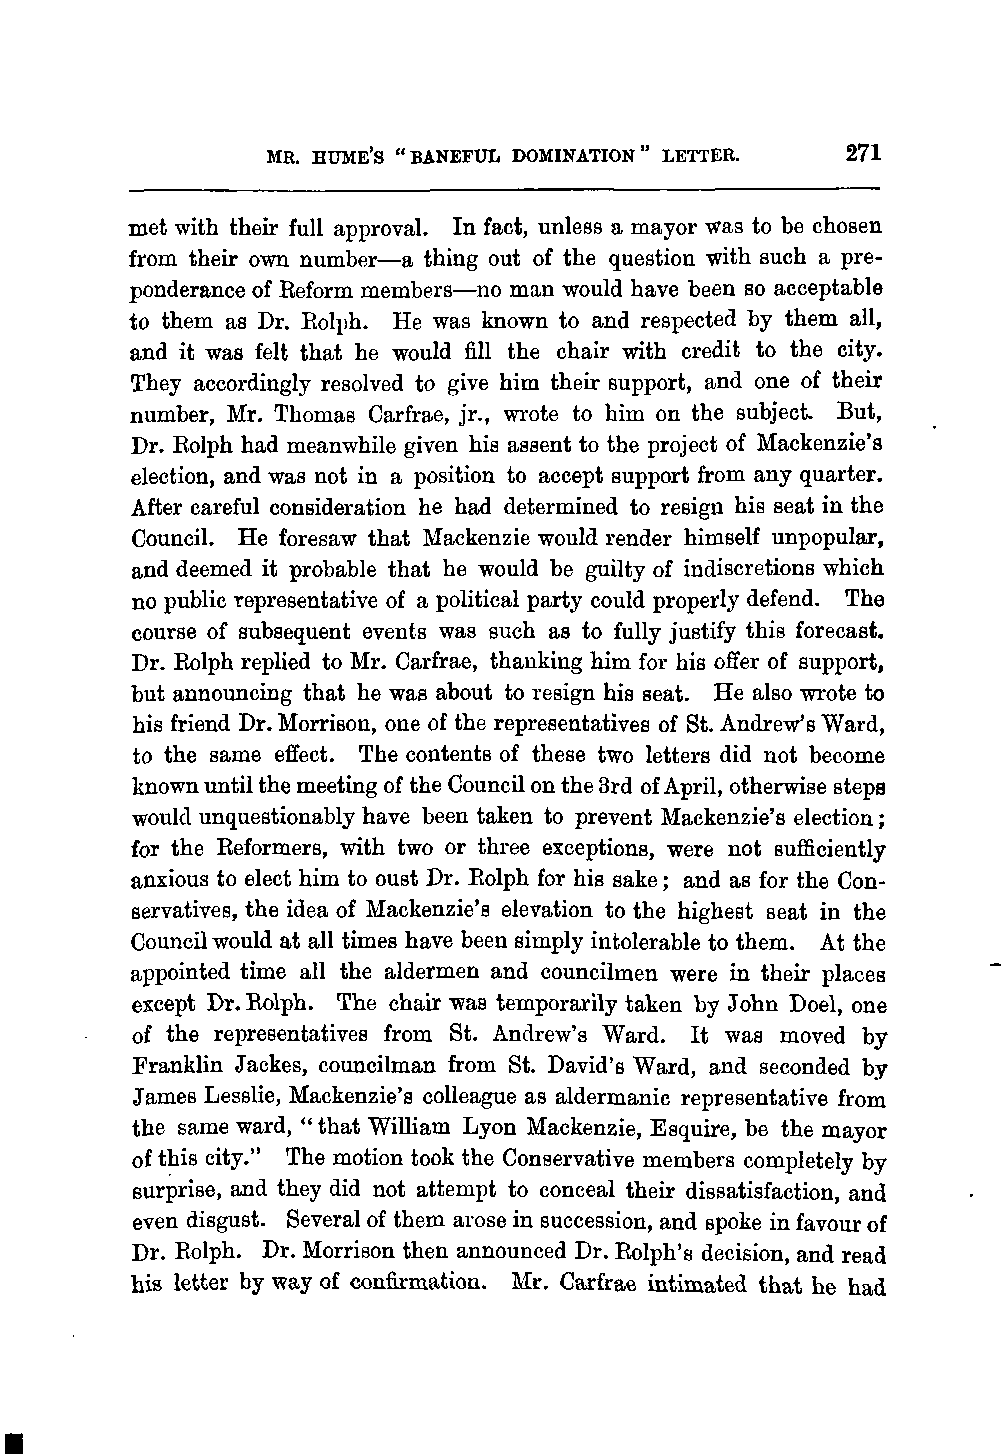 MR. HUME'S "BANEFUL DOMINATION" LETTER. 271
met with their full approval. In fact, unless a mayor was to be chosen
from their own number—a thing out of the question with such a pre-
ponderance of Reform members—no man would have been so acceptable
to them as Dr. Rolph. He was known to and respected by them all,
and it was felt that he would fill the chair with credit to the city.
They accordingly resolved to give him their support, and one of their
number, Mr. Thomas Carfrae, jr., wrote to him on the subject. But,
Dr. Rolph had meanwhile given his assent to the project of Mackenzie's
election, and was not in a position to accept support from any quarter.
After careful consideration he had determined to resign his seat in the
Council. He foresaw that Mackenzie would render himself unpopular,
and deemed it probable that he would be guilty of indiscretions which
no public representative of a political party could properly defend. The
course of subsequent events was such as to fully justify this forecast.
Dr. Rolph replied to Mr. Carfrae, thanking him for his offer of support,
but announcing that he was about to resign his seat. He also wrote to
his friend Dr. Morrison, one of the representatives of St. Andrew's Ward,
to the same effect. The contents of these two letters did not become
known until the meeting of the Council on the 3rd of April, otherwise steps
would unquestionably have been taken to prevent Mackenzie's election;
for the Reformers, with two or three exceptions, were not sufficiently
anxious to elect him to oust Dr. Rolph for his sake; and as for the Con-
servatives, the idea of Mackenzie's elevation to the highest seat in the
Council would at all times have been simply intolerable to them. At the
appointed time all the aldermen and councilmen were in their places
except Dr. Rolph. The chair was temporarily taken by John Doel, one
of the representatives from St. Andrew's Ward. It was moved by
Franklin Jackes, councilman from St. David's Ward, and seconded by
James Lesslie, Mackenzie's colleague as aldermanic representative from
the same ward, "that William Lyon Mackenzie, Esquire, be the mayor
of this city." The motion took the Conservative members completely by
surprise, and they did not attempt to conceal their dissatisfaction, and
even disgust. Several of them arose in succession, and spoke in favour of
Dr. Rolph. Dr. Morrison then announced Dr. Rolph's decision, and read
his letter by way of confirmation. Mr. Carfrae intimated that he had